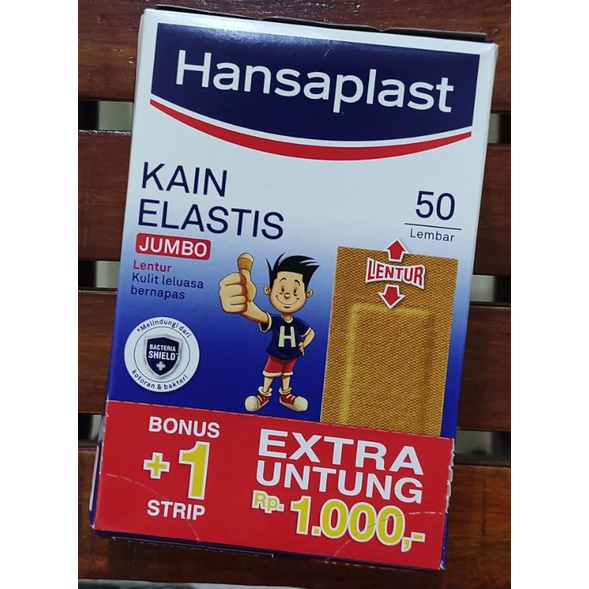 Hansaplast
KAIN
ELASTIS
JUMBO
Lentur
Kulit leluasa
bernapas
50
Lembar
LENTUR
H
*Melindungi dari
BACTERIA
SHIELD*
kotoran & bakteri
BONUS
+1
STRIP
EXTRA
UNTUNG
Rp. 1.000,-